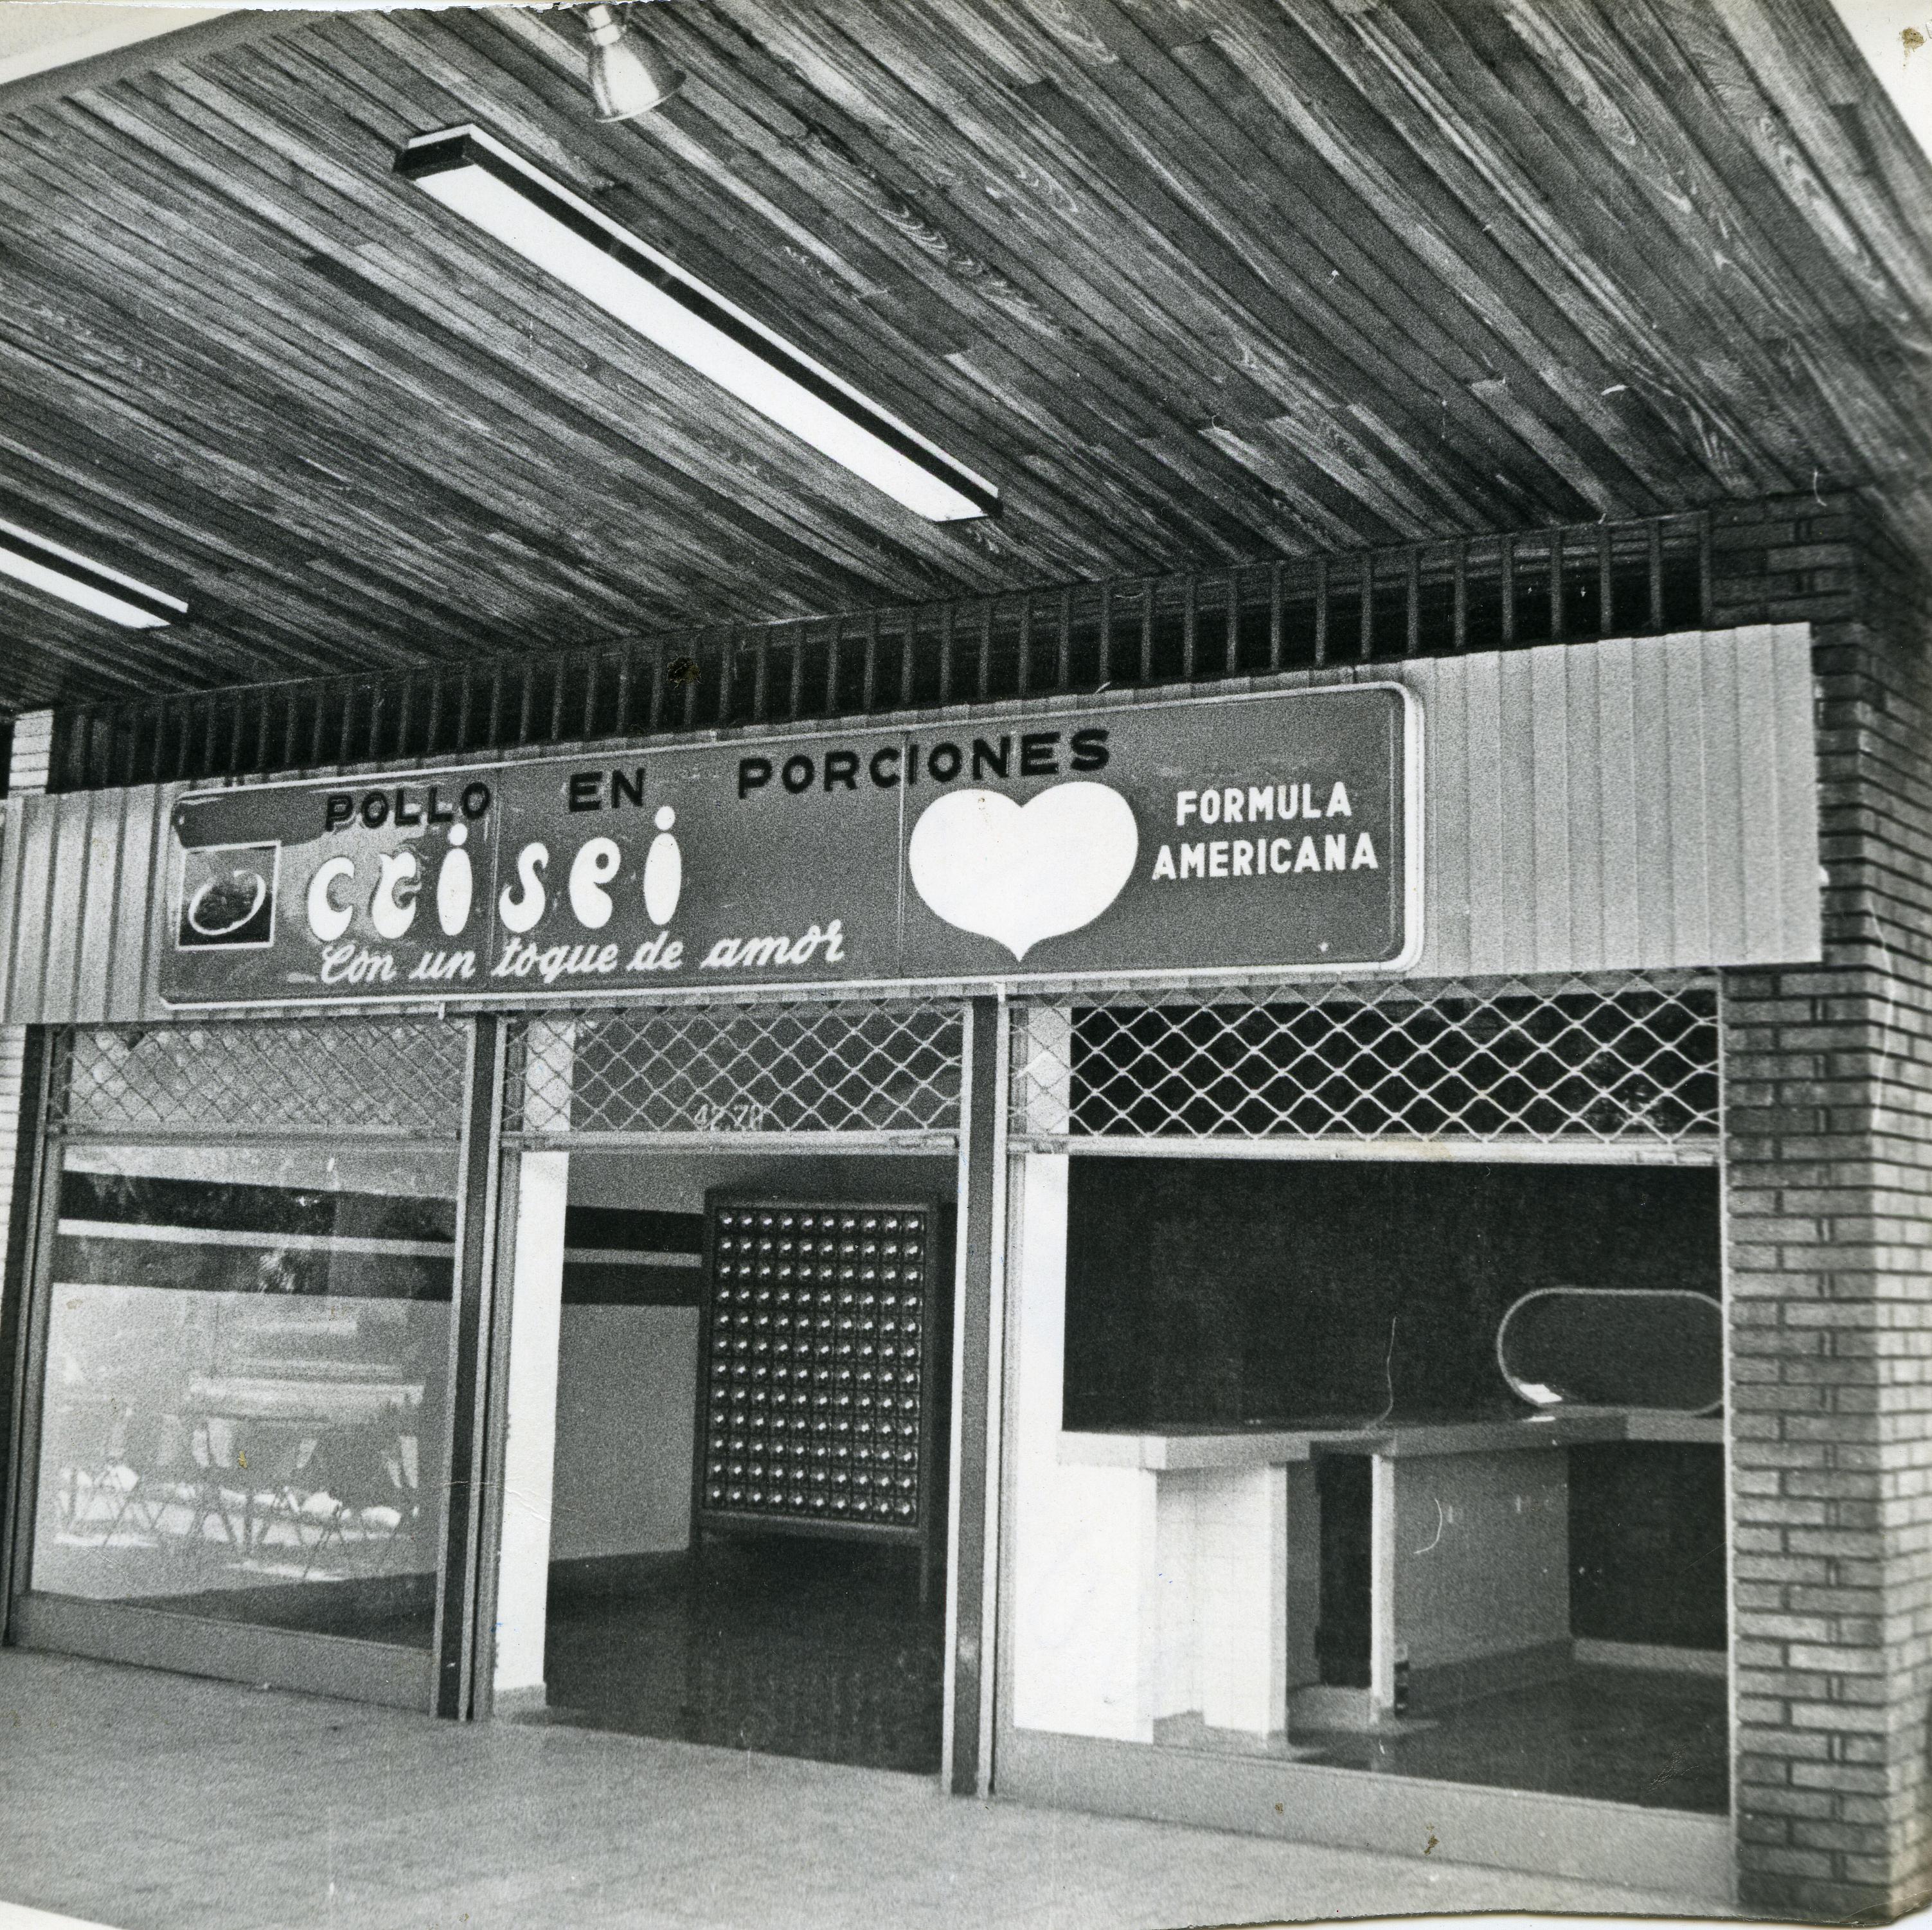 POLLO EN PORCIONES
crisei
Con un toque de amor
FORMULA
AMERICANA